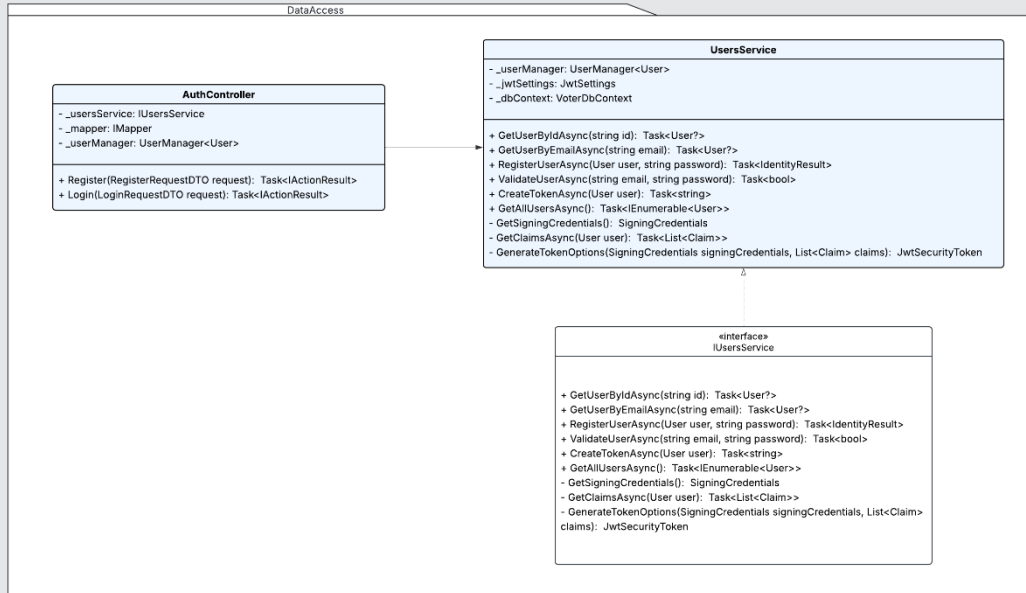 DataAccess
UsersService
- _userManager: UserManager<User>
- _jwtSettings: JwtSettings
- _dbContext: VoterDbContext
+ GetUserByIdAsync(string id): Task<User?>
+ GetUserByEmailAsync(string email): Task<User?>
+ RegisterUserAsync(User user, string password): Task<IdentityResult>
+ ValidateUserAsync(string email, string password): Task<bool>
+ CreateTokenAsync(User user): Task<string>
+ GetAllUsersAsync(): Task<IEnumerable<User>>
- GetSigningCredentials(): SigningCredentials
- GetClaimsAsync(User user): Task<List<Claim>>
- GenerateTokenOptions(SigningCredentials signingCredentials, List<Claim> claims): JwtSecurityToken
AuthController
- _usersService: IUsersService
- _mapper: IMapper
- _userManager: UserManager<User>
+ Register(RegisterRequestDTO request): Task<IActionResult>
+ Login(LoginRequestDTO request): Task<IActionResult>
«interface»
IUsersService
+ GetUserByIdAsync(string id): Task<User?>
+ GetUserByEmailAsync(string email): Task<User?>
+ RegisterUserAsync(User user, string password): Task<IdentityResult>
+ ValidateUserAsync(string email, string password): Task<bool>
+ CreateTokenAsync(User user): Task<string>
+ GetAllUsersAsync(): Task<IEnumerable<User>>
- GetSigningCredentials(): SigningCredentials
- GetClaimsAsync(User user): Task<List<Claim>>
- GenerateTokenOptions(SigningCredentials signingCredentials, List<Claim>
claims): JwtSecurityToken